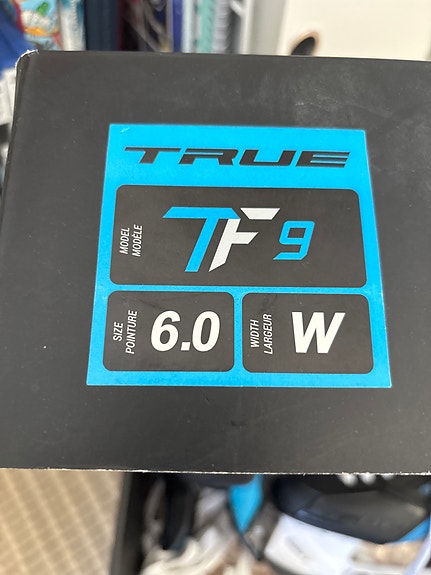 TRUE
MODEL
MODÈLE
TF9
SIZE
POINTURE
6.0
WIDTH
LARGEUR
W